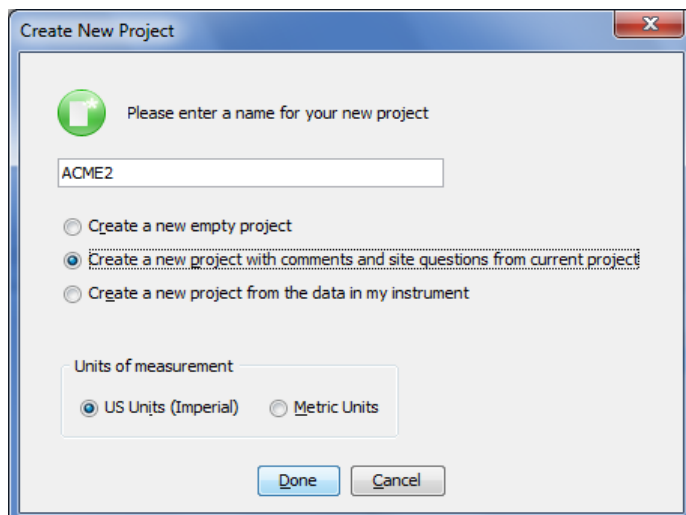 Create New Project
Please enter a name for your new project
ACME2
Create a new empty project
Create a new project with comments and site questions from current project
Create a new project from the data in my instrument
Units of measurement
US Units (Imperial) Metric Units
Done Cancel